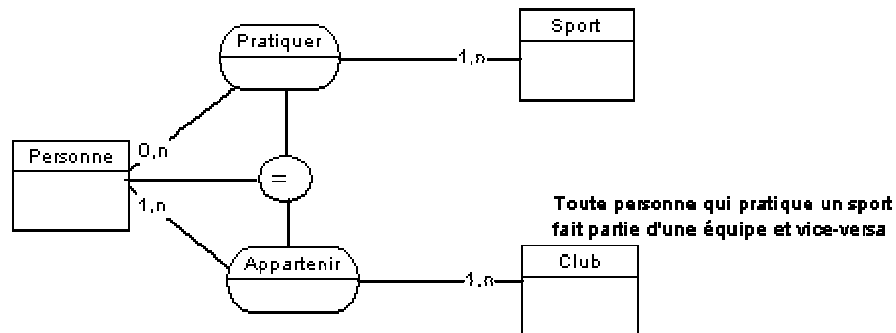 Sport
Pratiquer
1,n
0,n
Personne
=
1,n
Toute personne qui pratique un sport
fait partie d'une équipe et vice-versa
Appartenir
1,n
Club